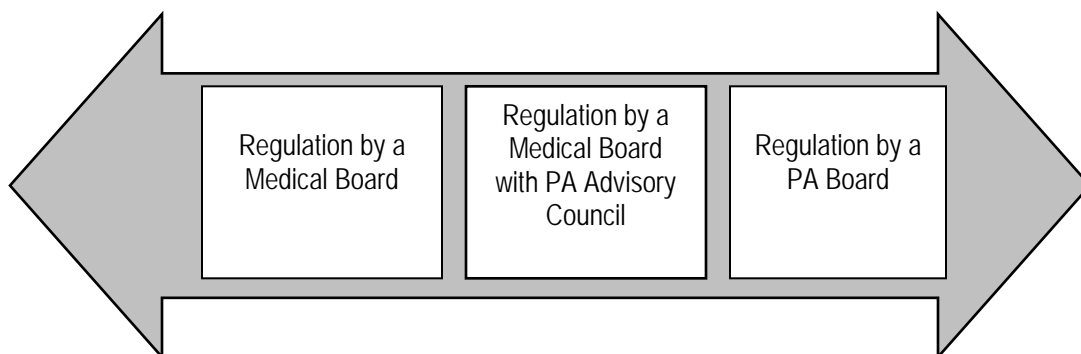 Regulation by a
Medical Board
Regulation by a
Medical Board
with PA Advisory
Council
Regulation by a
PA Board